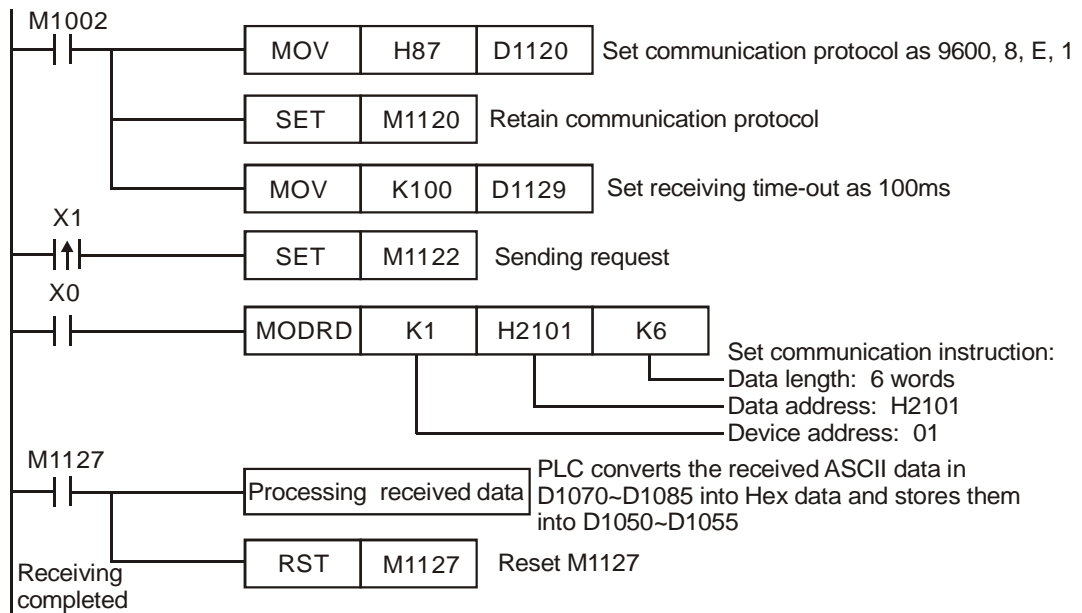 M1002
MOV H87 D1120 Set communication protocol as 9600, 8, E, 1
SET M1120 Retain communication protocol
MOV K100 D1129 Set receiving time-out as 100ms
X1
SET M1122 Sending request
X0
MODRD K1 H2101 K6
Set communication instruction:
Data length: 6 words
Data address: H2101
Device address: 01
M1127
Processing received data
PLC converts the received ASCII data in
D1070~D1085 into Hex data and stores them
into D1050~D1055
RST M1127 Reset M1127
Receiving
completed